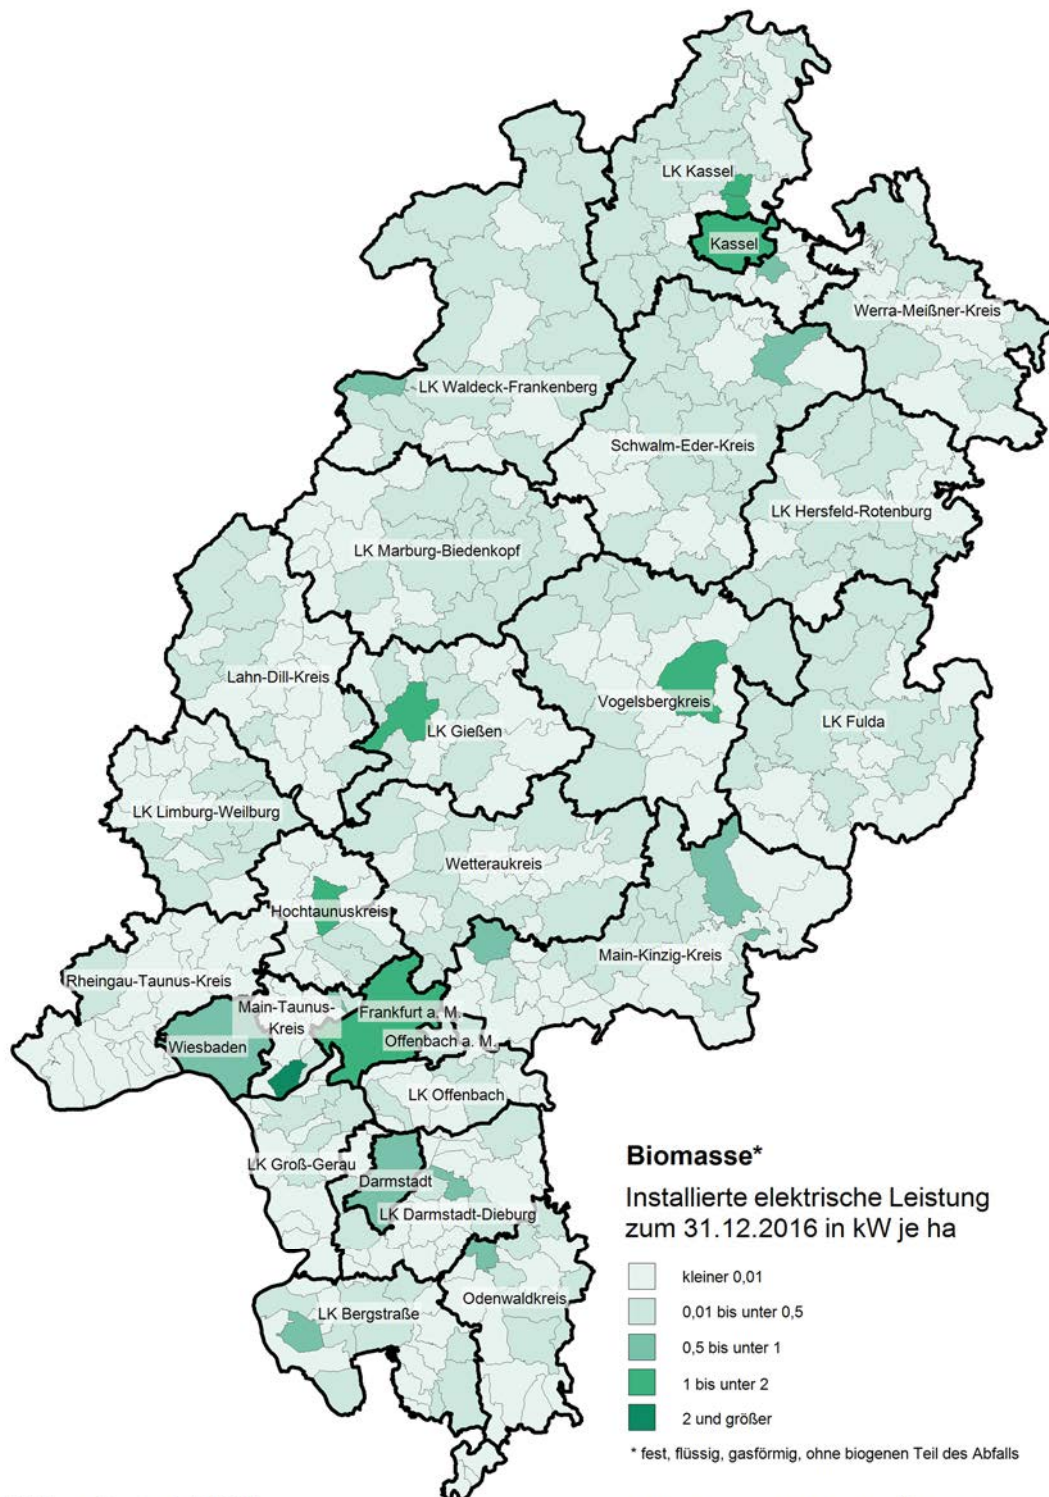 LK Kassel
Kassel
Werra-Meißner-Kreis
LK Waldeck-Frankenberg
Schwalm-Eder-Kreis
LK Hersfeld-Rotenburg
LK Marburg-Biedenkopf
Lahn-Dill-Kreis
Vogelsbergkreis
LK Gießen
LK Fulda
LK Limburg-Weilburg
Wetteraukreis
Hochtaunuskreis
Main-Kinzig-Kreis
Rheingau-Taunus-Kreis
Main-Taunus-
Kreis
Frankfurt a. M.
Wiesbaden
Offenbach a. M.
LK Offenbach
LK Groß-Gerau
Darmstadt
LK Darmstadt-Dieburg
Odenwaldkreis
LK Bergstraße
Biomasse*
Installierte elektrische Leistung
zum 31.12.2016 in kW je ha
kleiner 0,01
0,01 bis unter 0,5
0,5 bis unter 1
1 bis unter 2
2 und größer
* fest, flüssig, gasförmig, ohne biogenen Teil des Abfalls